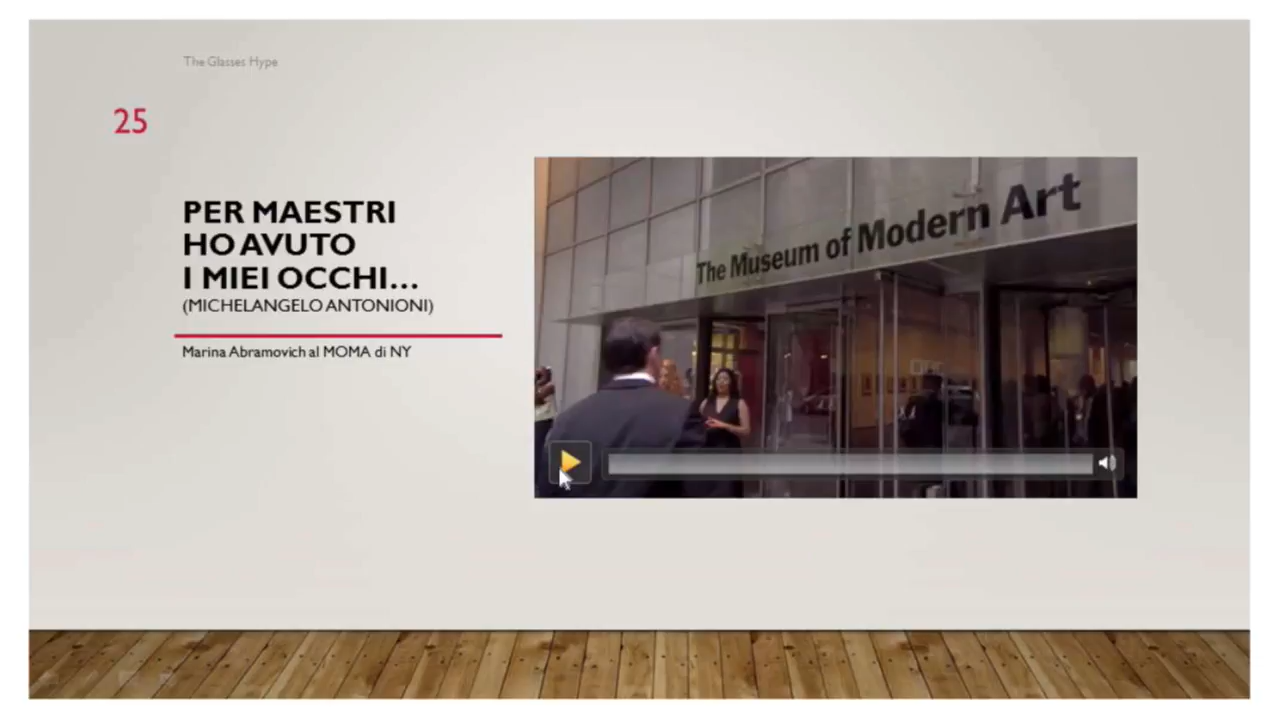 The Glasses Hype
25
PER MAESTRI
HO AVUTO
I MIEI OCCHI...
(MICHELANGELO ANTONIONI)
Marina Abramovich al MOMA di NY
The Museum of Modern Art